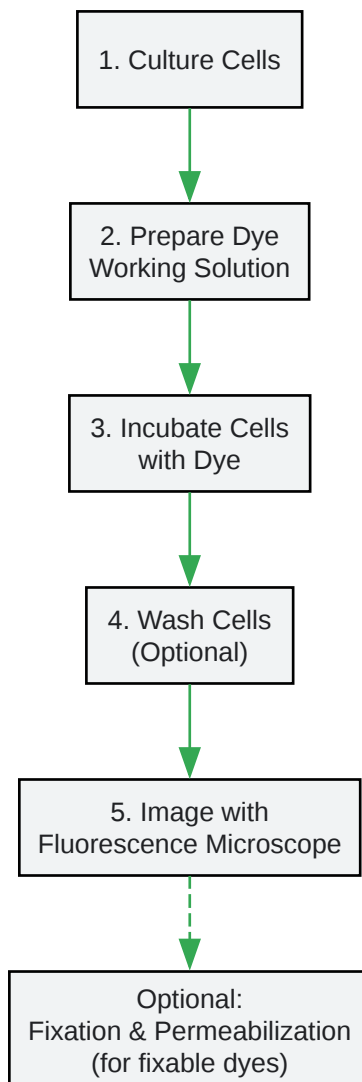 1. Culture Cells
2. Prepare Dye
Working Solution
3. Incubate Cells
with Dye
4. Wash Cells
(Optional)
5. Image with
Fluorescence Microscope
Optional:
Fixation & Permeabilization
(for fixable dyes)